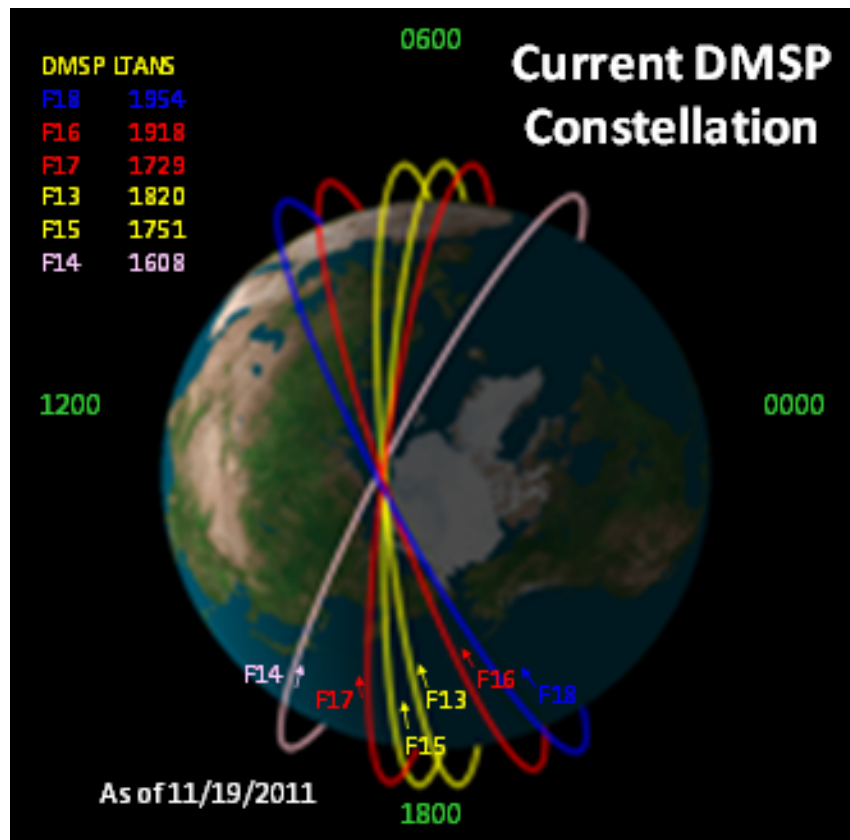 0600
Current DMSP
Constellation
DMSP LTANS
F18 1954
F16 1918
F17 1729
F13 1820
F15 1751
F14 1608
1200
0000
F14
F17
F13
F16
F18
F15
As of 11/19/2011
1800